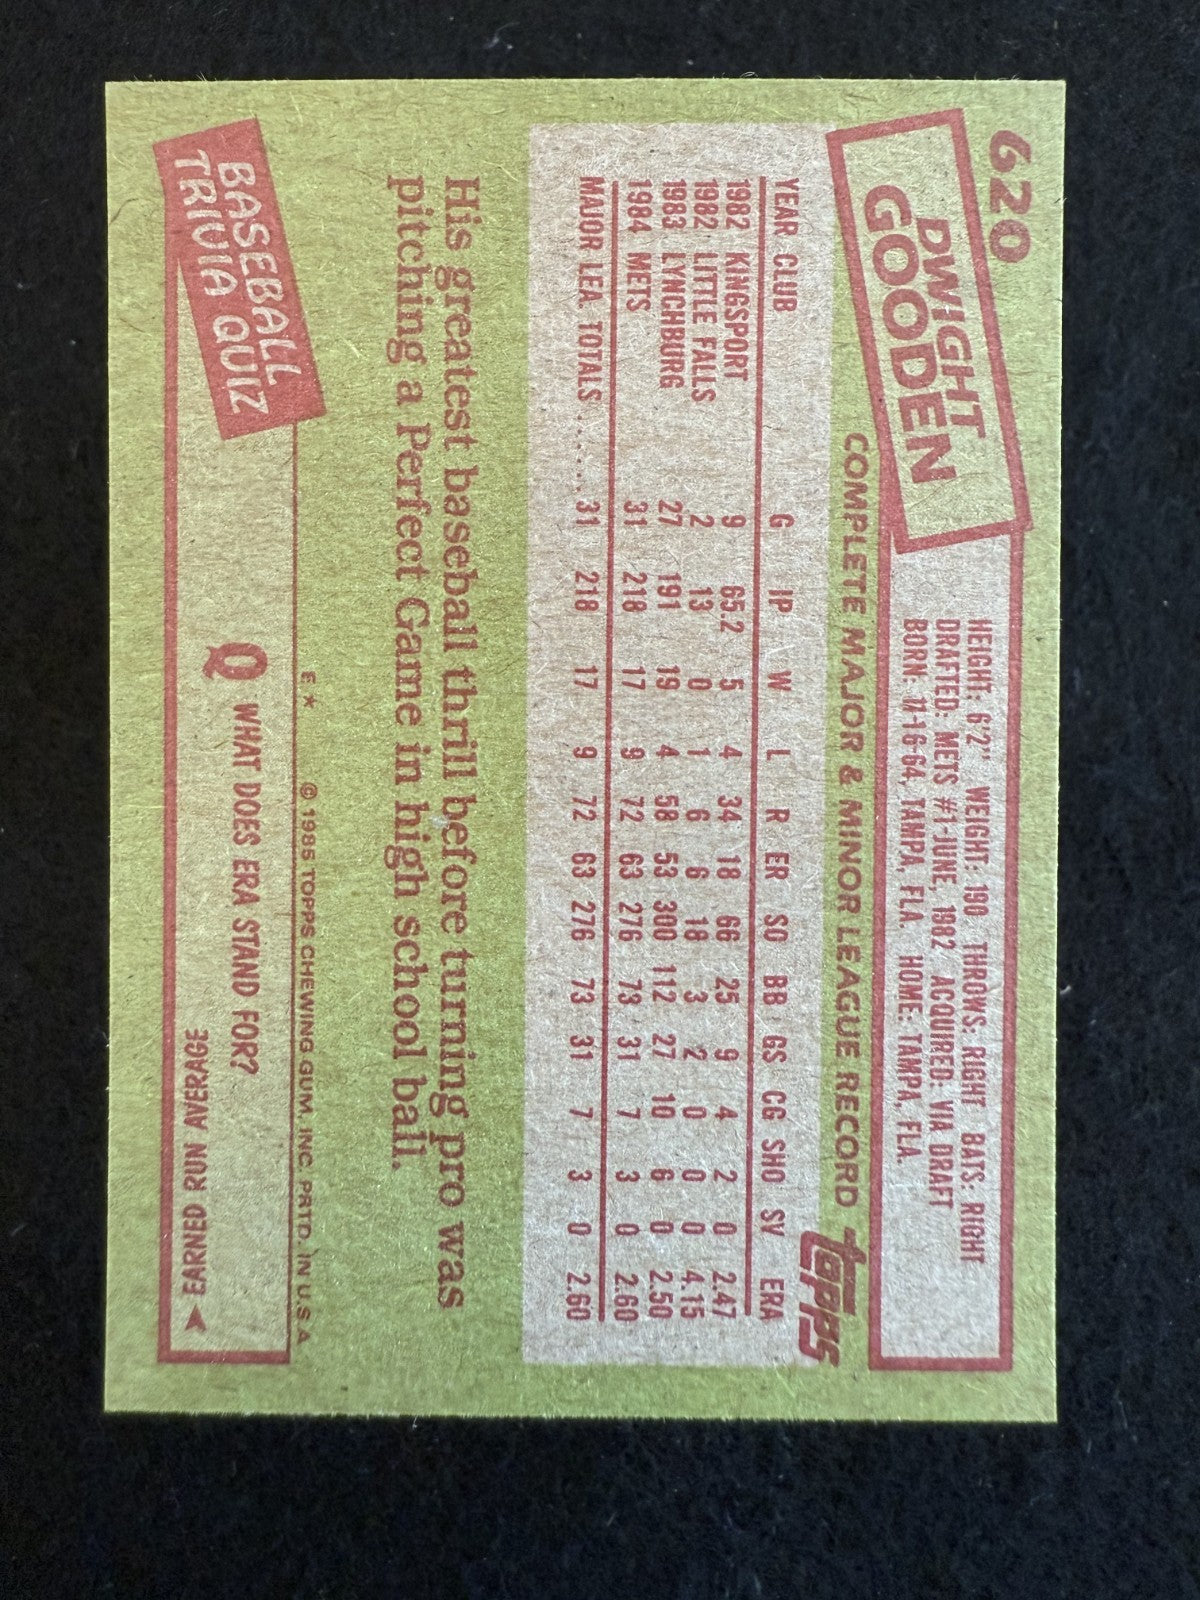 620
DWIGHT
GOODEN
HEIGHT: 6'2" WEIGHT: 190 THROWS: RIGHT BATS: RIGHT
DRAFTED: METS #1-JUNE, 1982 ACQUIRED: VIA DRAFT
BORN: 11-16-64, TAMPA, FLA. HOME: TAMPA, FLA.
COMPLETE MAJOR & MINOR LEAGUE RECORD
topps
YEAR CLUB G IP W L R ER SO BB GS CG SHO SV ERA
1982 KINGSPORT 9 65.2 5 4 34 18 66 25 9 4 2 0 2.47
1982 LITTLE FALLS 2 13 0 1 6 6 18 3 2 0 0 0 4.15
1983 LYNCHBURG 27 191 19 4 58 53 300 112 27 10 6 0 2.50
1984 METS 31 218 17 9 72 63 276 73 31 7 3 0 2.60
MAJOR LEA. TOTALS ...... 31 218 17 9 72 63 276 73 31 7 3 0 2.60
His greatest baseball thrill before turning pro was
pitching a Perfect Game in high school ball.
E * © 1985 TOPPS CHEWING GUM, INC. PRTD. IN U.S.A.
BASEBALL
TRIVIA QUIZ
Q WHAT DOES ERA STAND FOR?
EARNED RUN AVERAGE